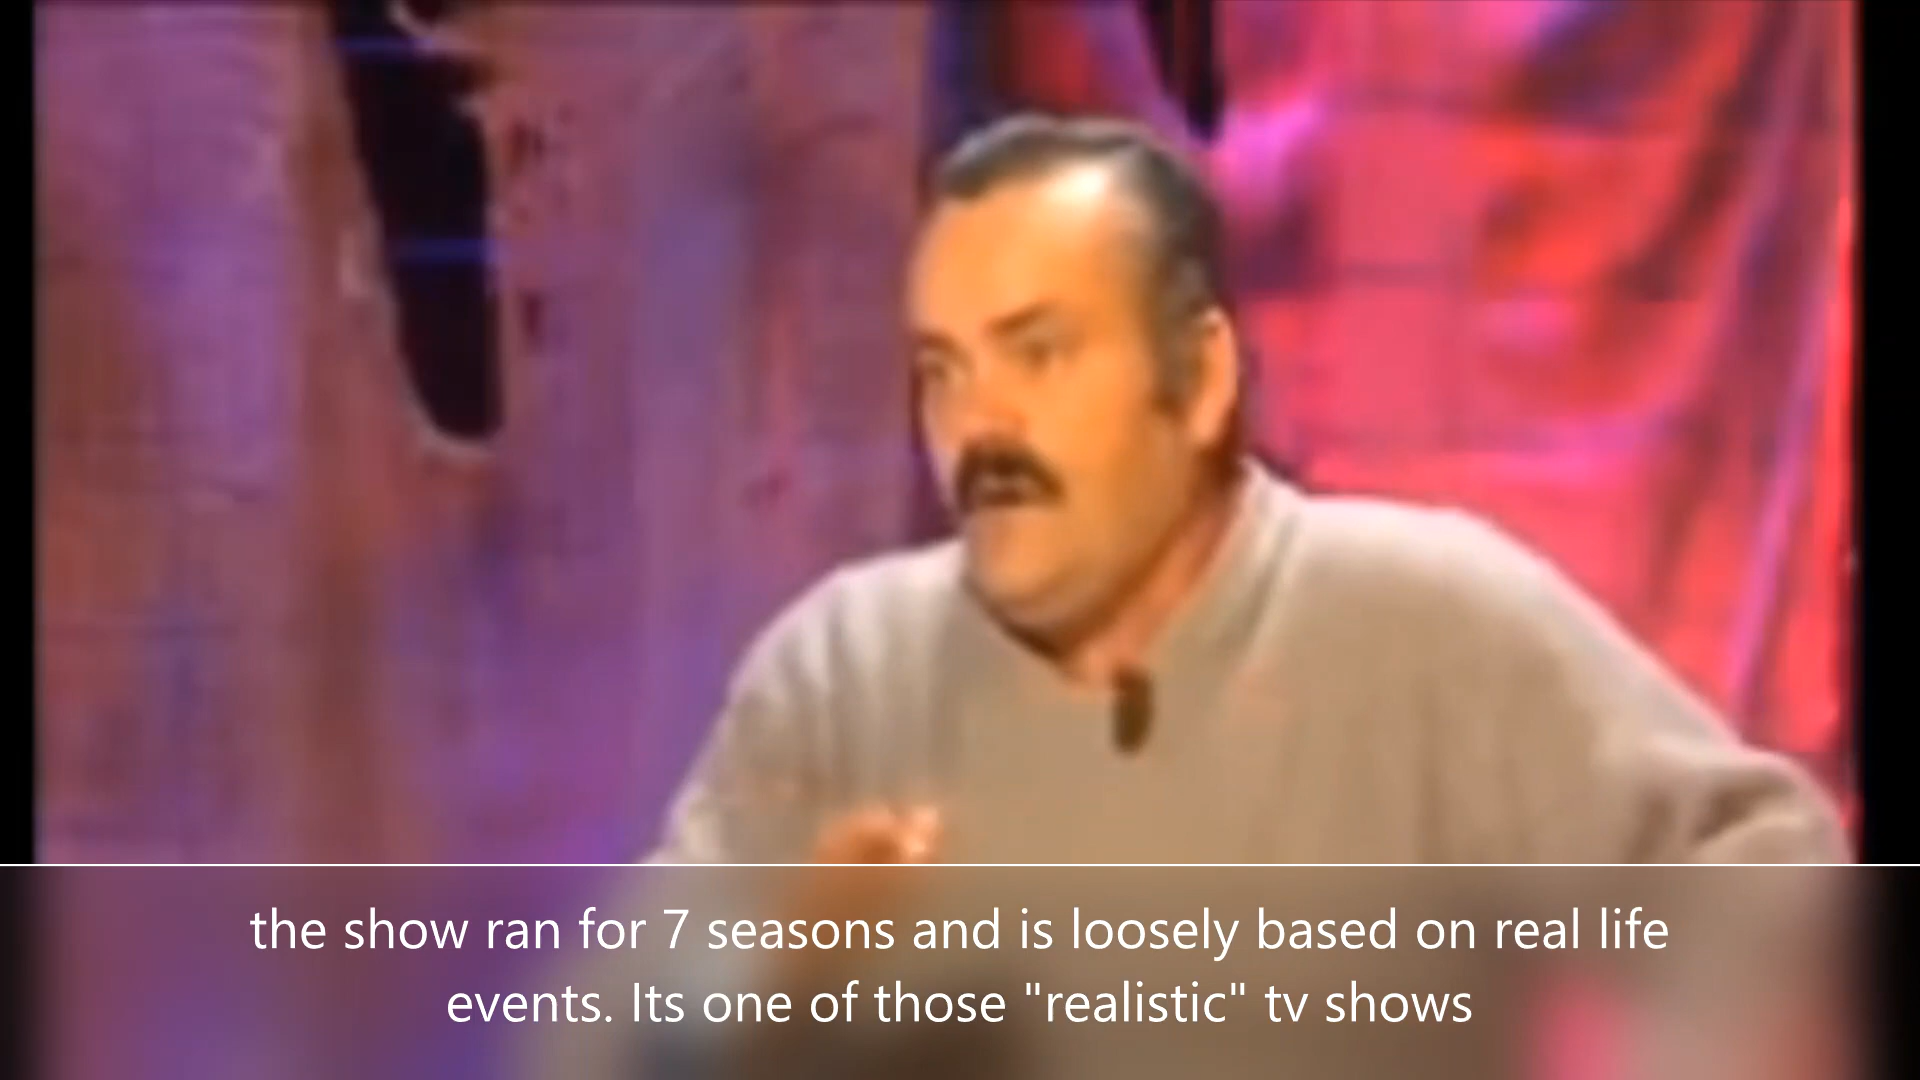 the show ran for 7 seasons and is loosely based on real life
events. Its one of those "realistic" tv shows